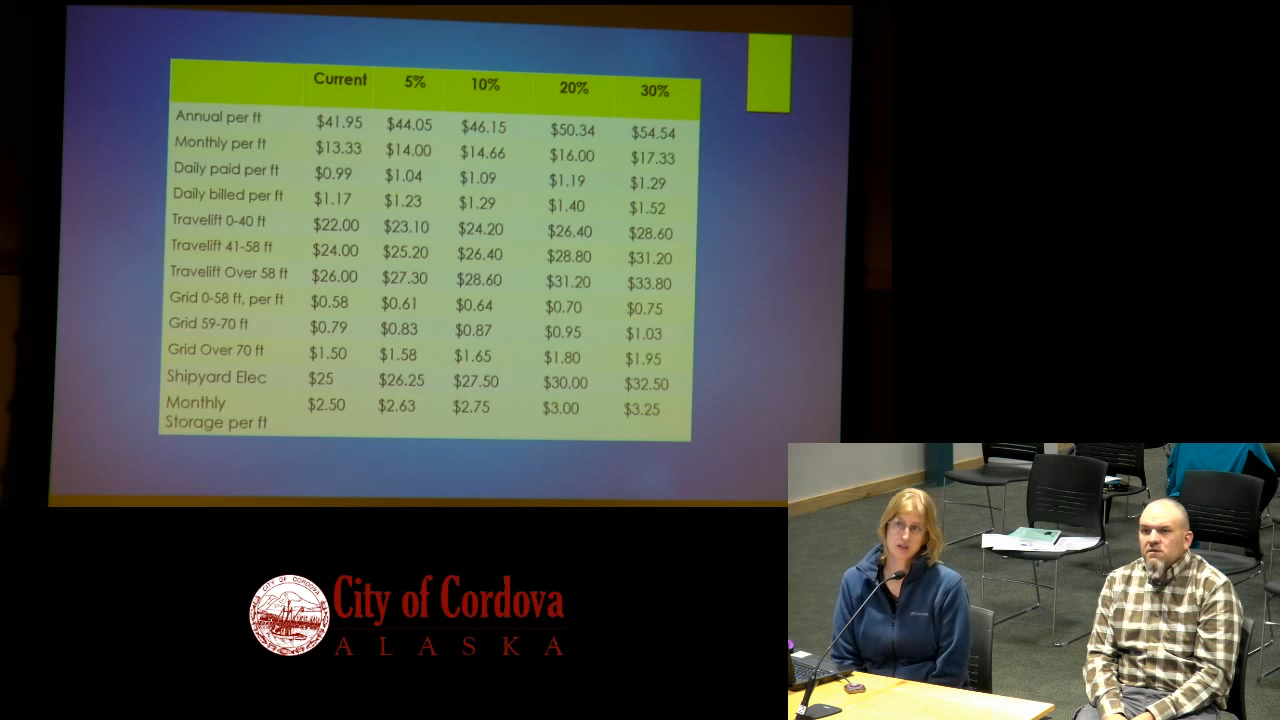 Current 5% 10% 20% 30%
Annual per ft $41.95 $44.05 $46.15 $50.34 $54.54
Monthly per ft $13.33 $14.00 $14.66 $16.00 $17.33
Daily paid per ft $0.99 $1.04 $1.09 $1.19 $1.29
Daily billed per ft $1.17 $1.23 $1.29 $1.40 $1.52
Travelift 0-40 ft $22.00 $23.10 $24.20 $26.40 $28.60
Travelift 41-58 ft $24.00 $25.20 $26.40 $28.80 $31.20
Travelift Over 58 ft $26.00 $27.30 $28.60 $31.20 $33.80
Grid 0-58 ft, per ft $0.58 $0.61 $0.64 $0.70 $0.75
Grid 59-70 ft $0.79 $0.83 $0.87 $0.95 $1.03
Grid Over 70 ft $1.50 $1.58 $1.65 $1.80 $1.95
Shipyard Elec $25 $26.25 $27.50 $30.00 $32.50
Monthly $2.50 $2.63 $2.75 $3.00 $3.25
Storage per ft
CITY OF CORDOVA
City of Cordova
ALASKA